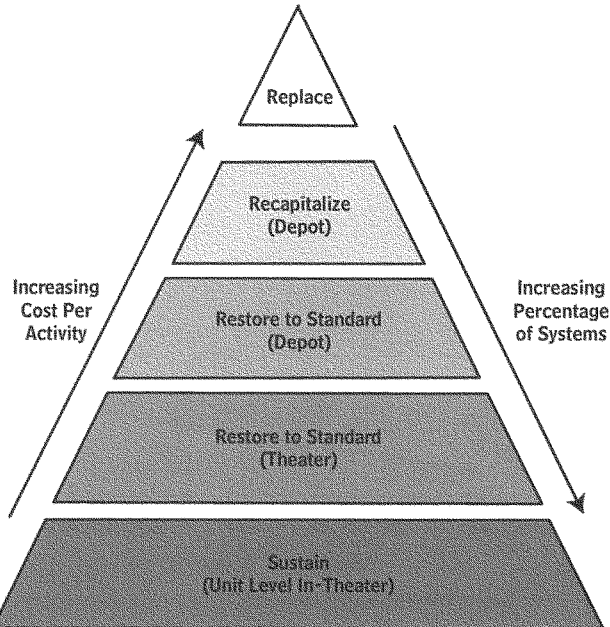 Replace
Recapitalize
(Depot)
Increasing
Cost Per
Activity
Increasing
Percentage
of Systems
Restore to Standard
(Depot)
Restore to Standard
(Theater)
Sustain
(Unit Level In-Theater)